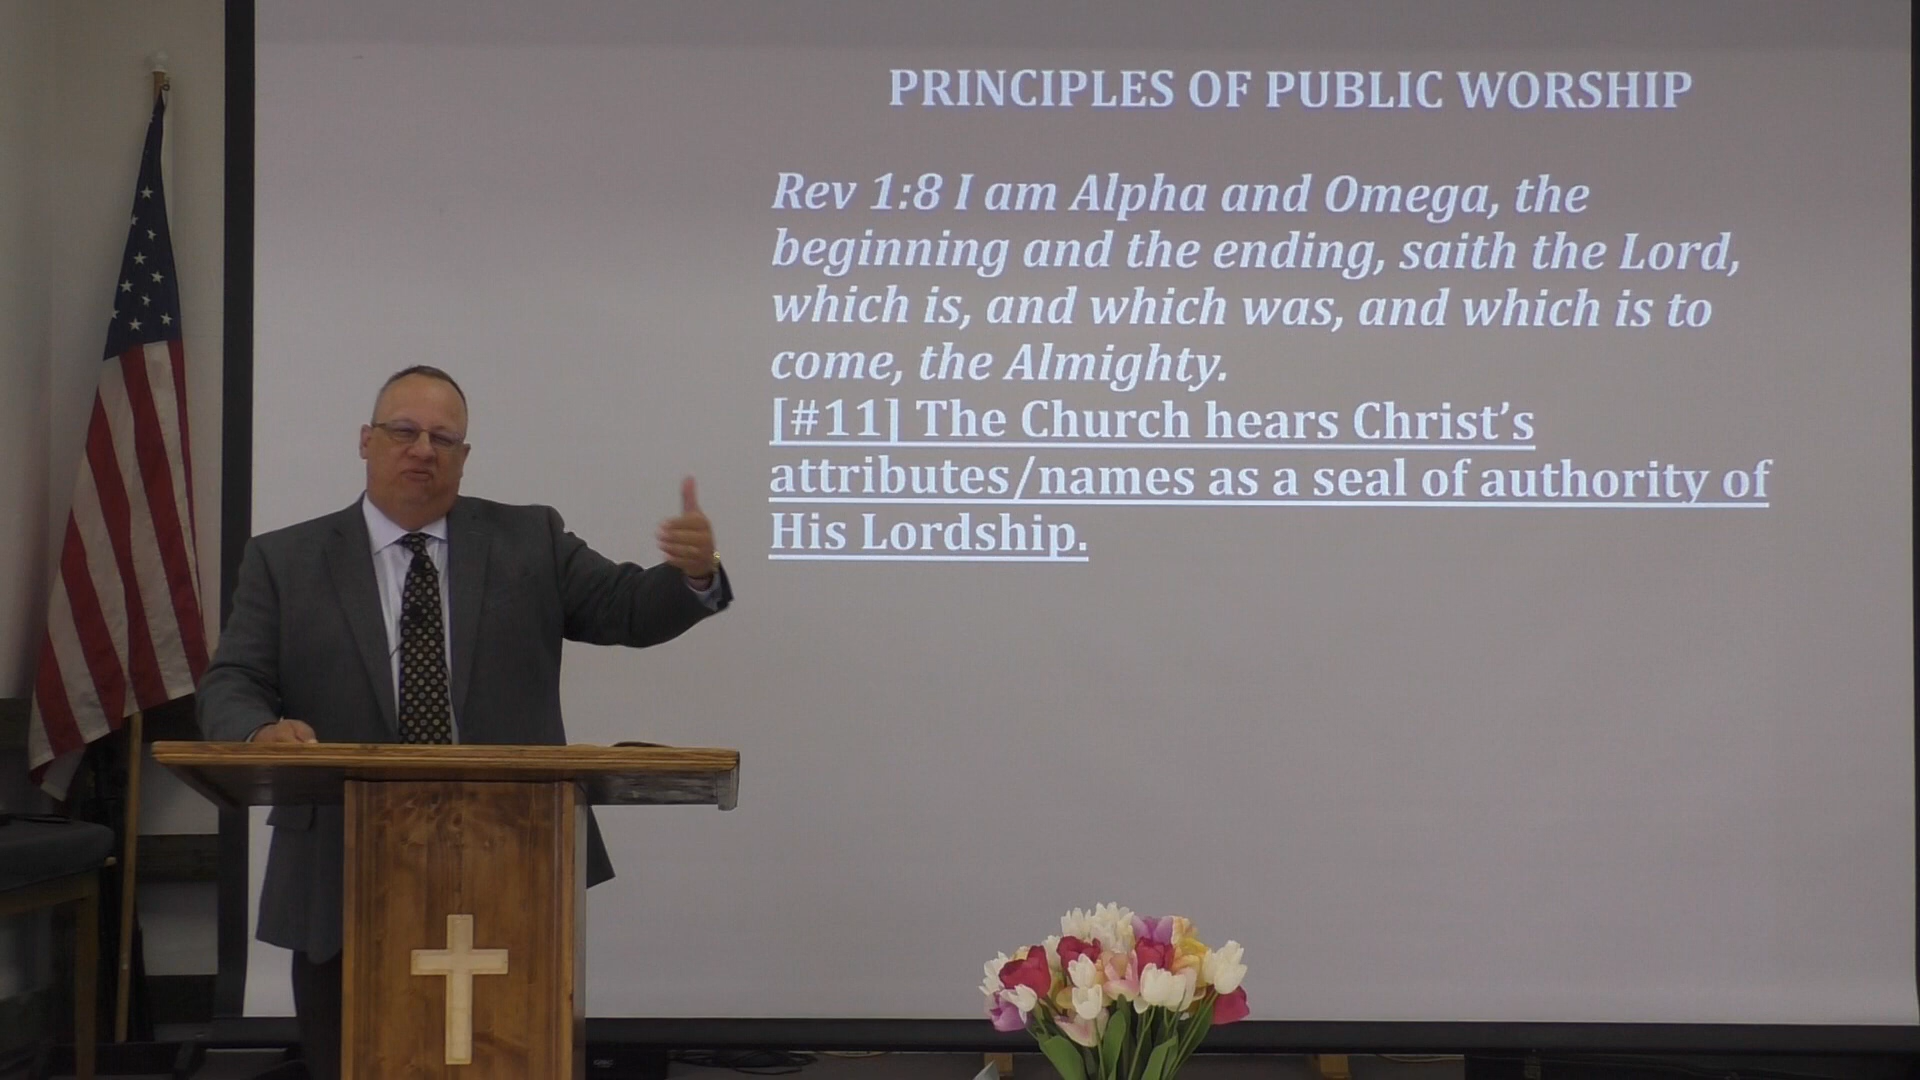 PRINCIPLES OF PUBLIC WORSHIP
Rev 1:8 I am Alpha and Omega, the
beginning and the ending, saith the Lord,
which is, and which was, and which is to
come, the Almighty.
[#11] The Church hears Christ’s
attributes/names as a seal of authority of
His Lordship.